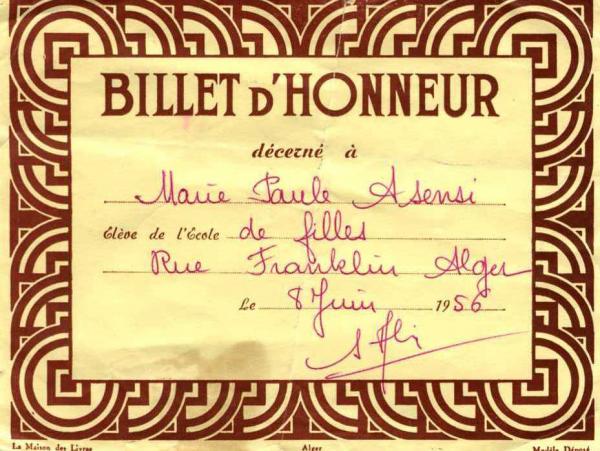 BILLET D'HONNEUR
décerné à
Marie Paule Asensi
Élève de l'École de filles
Rue Franklin Alger
Le 8 Juin 1956
La Maison des Livres Alger Modèle Déposé